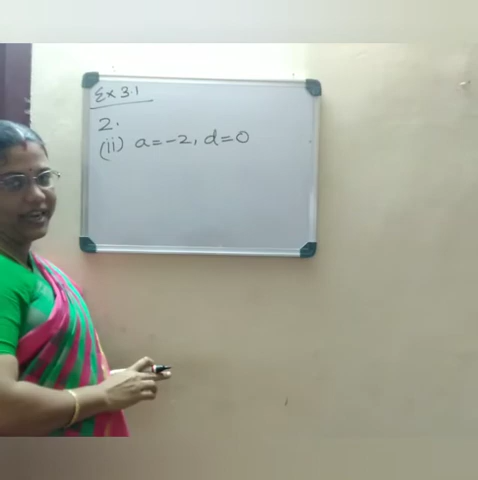 Ex 3.1
2.
(ii) a=-2, d=0